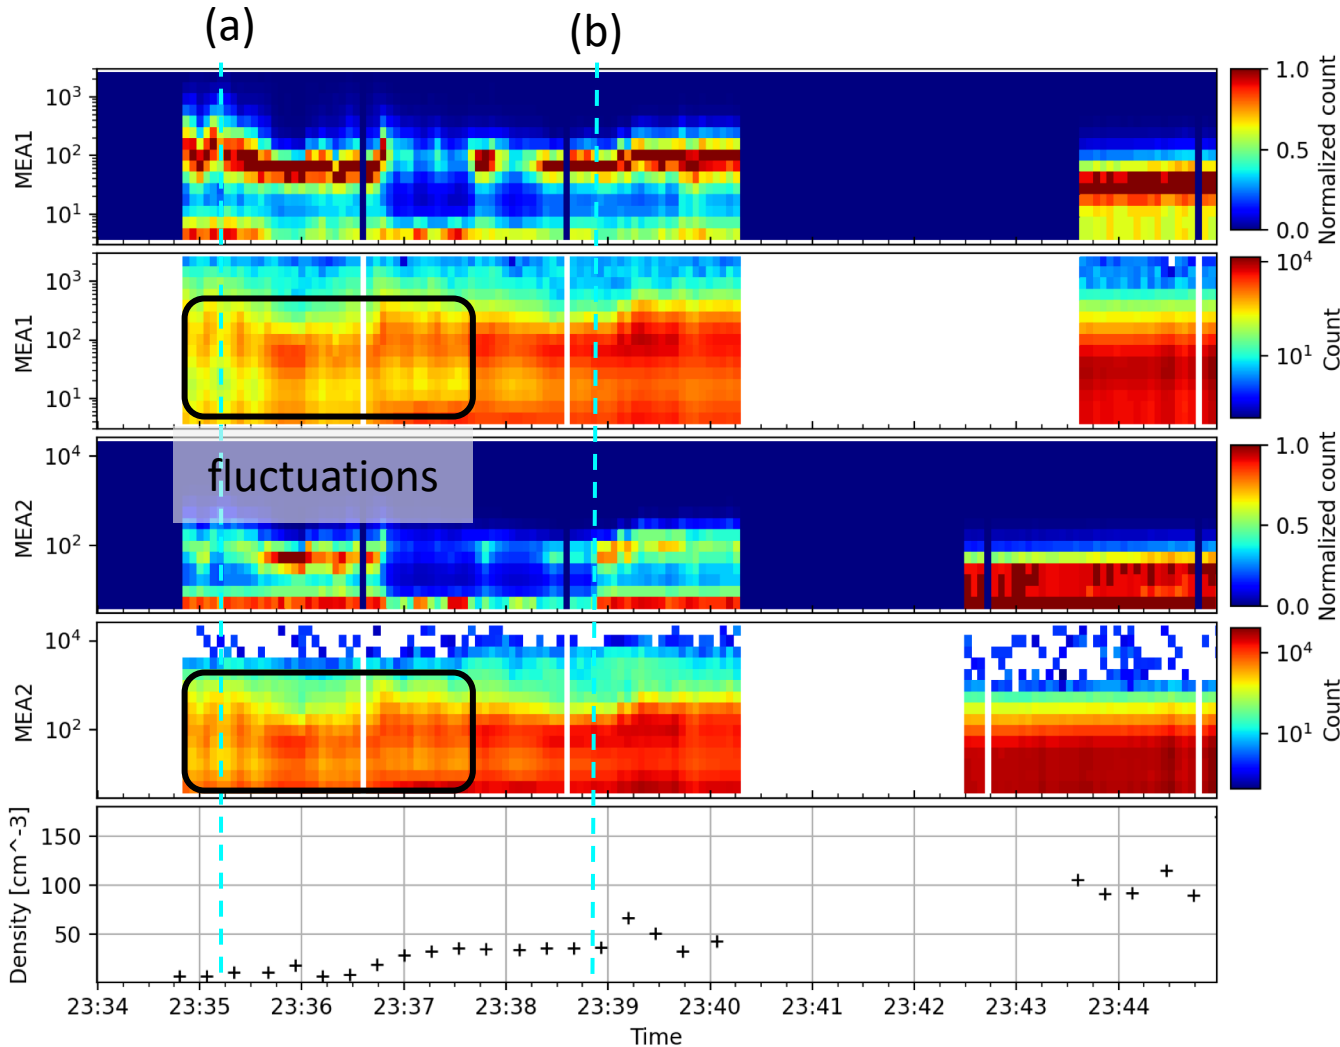 (a)
(b)
MEA1
10³
10²
10¹
1.0
0.5
0.0
Normalized count
MEA1
10³
10²
10¹
10⁴
10¹
Count
fluctuations
MEA2
10⁴
10²
1.0
0.5
0.0
Normalized count
MEA2
10⁴
10²
10⁴
10¹
Count
Density [cm^-3]
150
100
50
23:34 23:35 23:36 23:37 23:38 23:39 23:40 23:41 23:42 23:43 23:44
Time